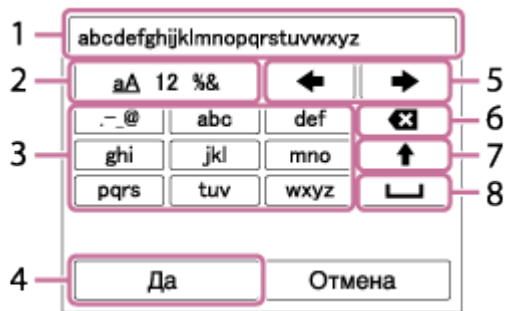 1 abcdefghijklmnopqrstuvwxyz
2 aA 12 %& 5
.-_@ abc def 6
3 ghi jkl mno 7
pqrs tuv wxyz 8
4 Да Отмена